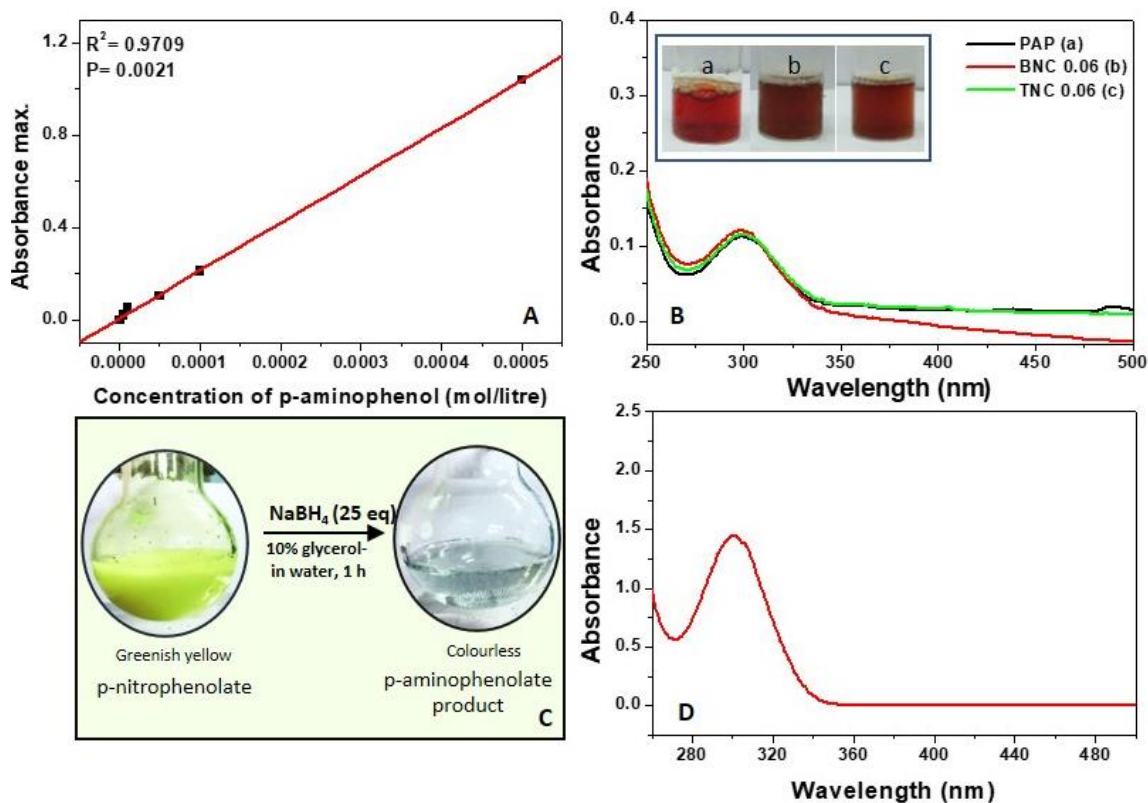 R²= 0.9709
P= 0.0021
1.2
0.8
0.4
0.0
Absorbance max.
A
0.0000 0.0001 0.0002 0.0003 0.0004 0.0005
Concentration of p-aminophenol (mol/litre)
0.4
0.3
0.2
0.1
0.0
Absorbance
a b c
PAP (a)
BNC 0.06 (b)
TNC 0.06 (c)
B
250 300 350 400 450 500
Wavelength (nm)
NaBH₄ (25 eq)
10% glycerol-
in water, 1 h
Greenish yellow
p-nitrophenolate
Colourless
p-aminophenolate
product
C
2.5
2.0
1.5
1.0
0.5
0.0
Absorbance
D
280 320 360 400 440 480
Wavelength (nm)